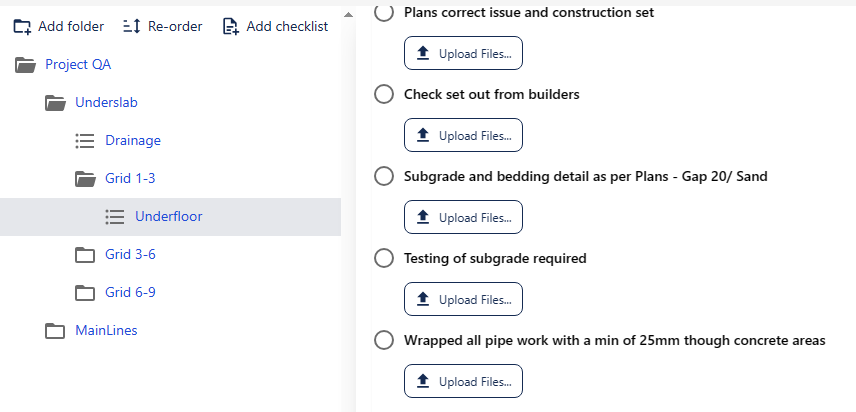 Add folder
Re-order
Add checklist
Project QA
Underslab
Drainage
Grid 1-3
Underfloor
Grid 3-6
Grid 6-9
MainLines
Plans correct issue and construction set
Upload Files...
Check set out from builders
Upload Files...
Subgrade and bedding detail as per Plans - Gap 20/ Sand
Upload Files...
Testing of subgrade required
Upload Files...
Wrapped all pipe work with a min of 25mm though concrete areas
Upload Files...